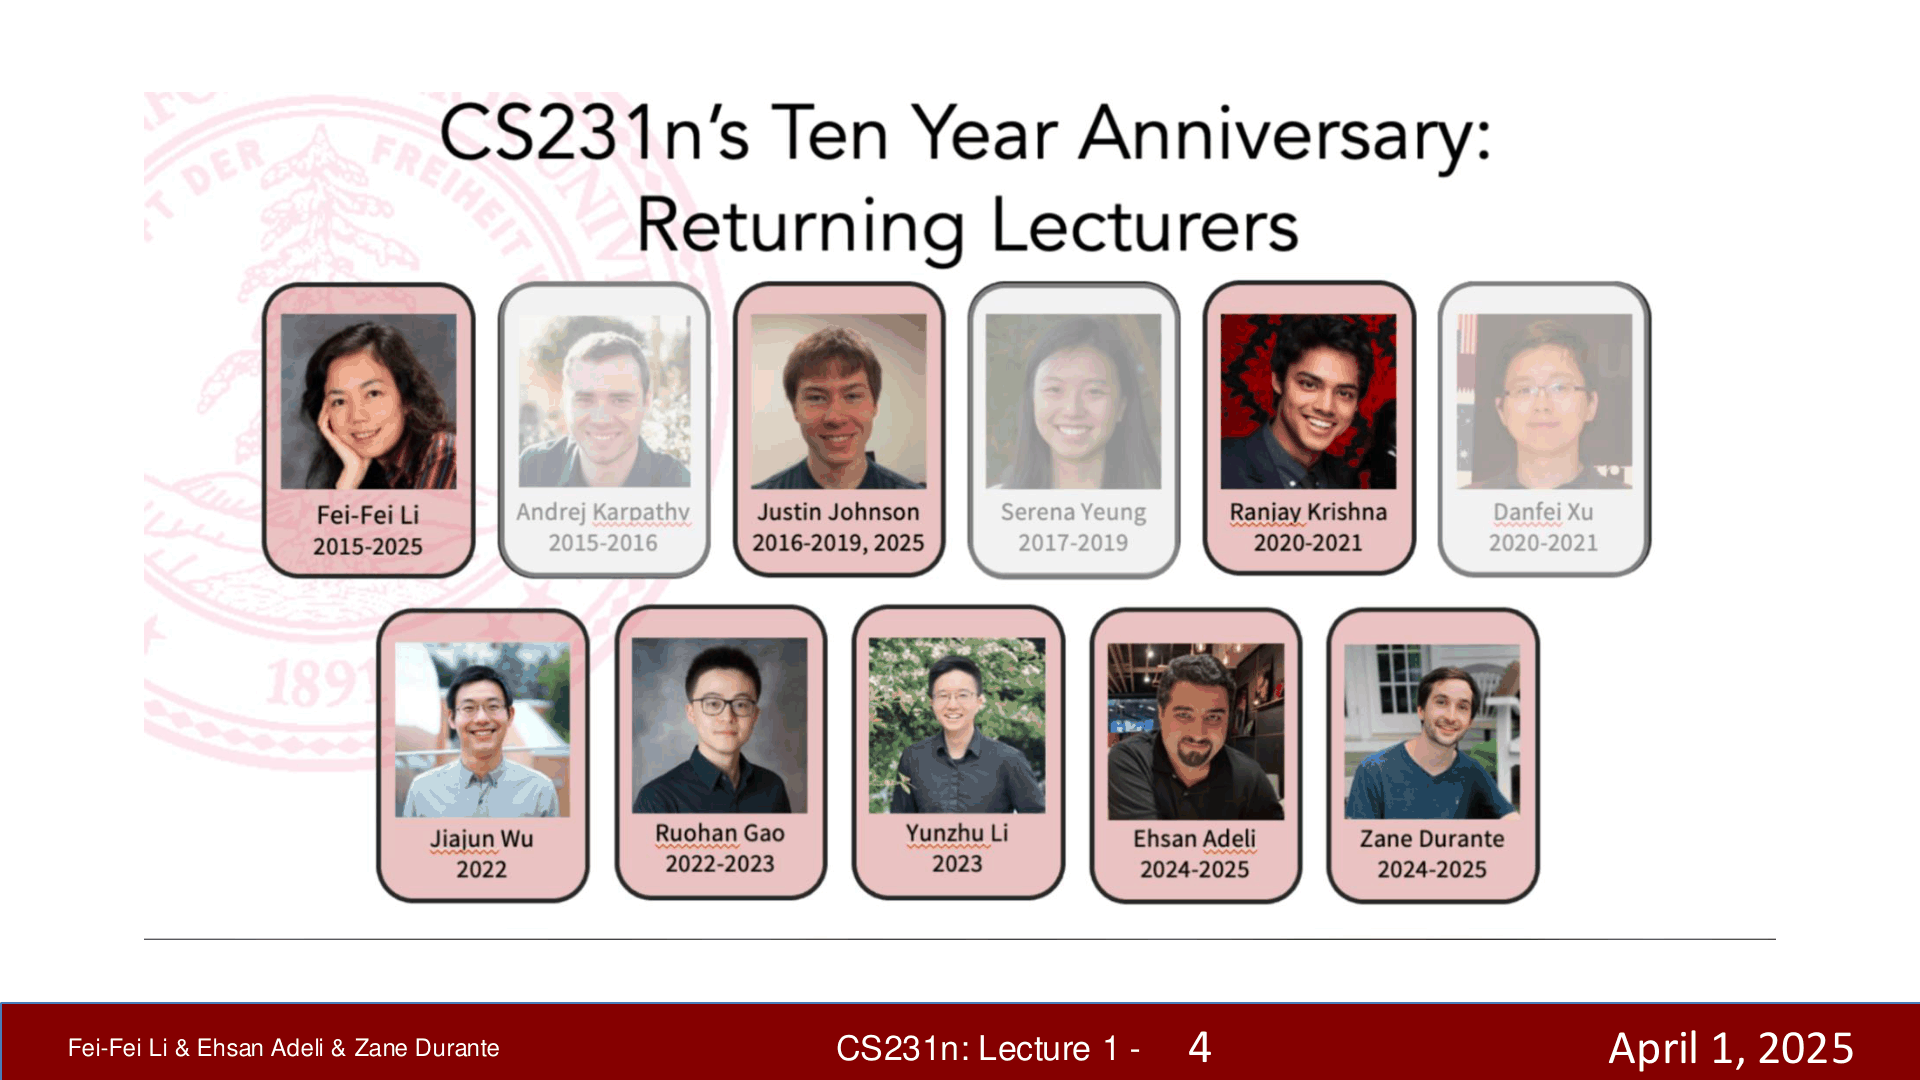 CS231n’s Ten Year Anniversary:
Returning Lecturers
DER
FREIHEIT
Fei-Fei Li
2015-2025
Andrej Karpathy
2015-2016
Justin Johnson
2016-2019, 2025
Serena Yeung
2017-2019
Ranjay Krishna
2020-2021
Danfei Xu
2020-2021
1891
Jiajun Wu
2022
Ruohan Gao
2022-2023
Yunzhu Li
2023
Ehsan Adeli
2024-2025
Zane Durante
2024-2025
Fei-Fei Li & Ehsan Adeli & Zane Durante
CS231n: Lecture 1 - 4
April 1, 2025